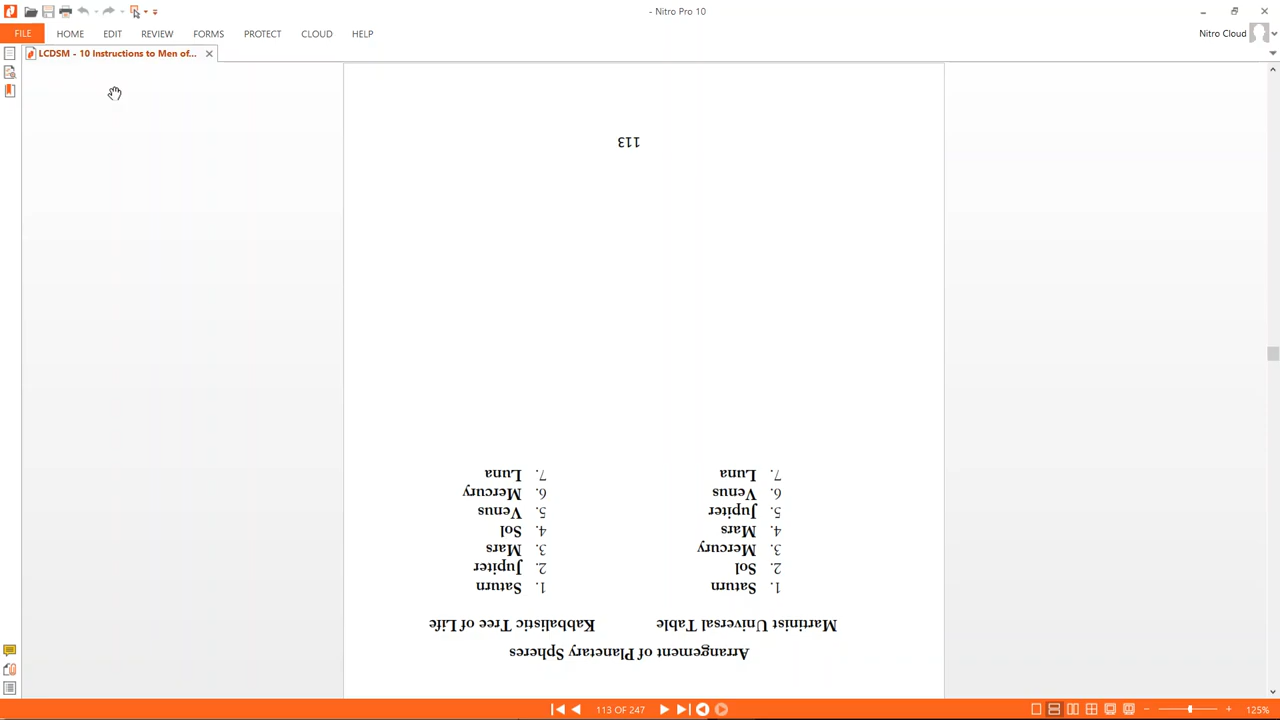 - Nitro Pro 10
FILE HOME EDIT REVIEW FORMS PROTECT CLOUD HELP Nitro Cloud
LCDSM - 10 Instructions to Men of...
Arrangement of Planetary Spheres
Martinist Universal Table Kabbalistic Tree of Life
1. Saturn 1. Saturn
2. Sol 2. Jupiter
3. Mercury 3. Mars
4. Mars 4. Sol
5. Jupiter 5. Venus
6. Venus 6. Mercury
7. Luna 7. Luna
113
113 OF 247 125%